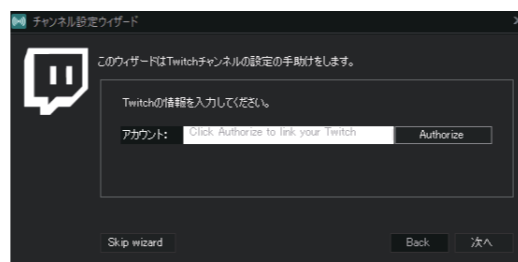 チャンネル設定ウィザード
このウィザードはTwitchチャンネルの設定の手助けをします。
Twitchの情報を入力してください。
アカウント: Click Authorize to link your Twitch Authorize
Skip wizard Back 次へ